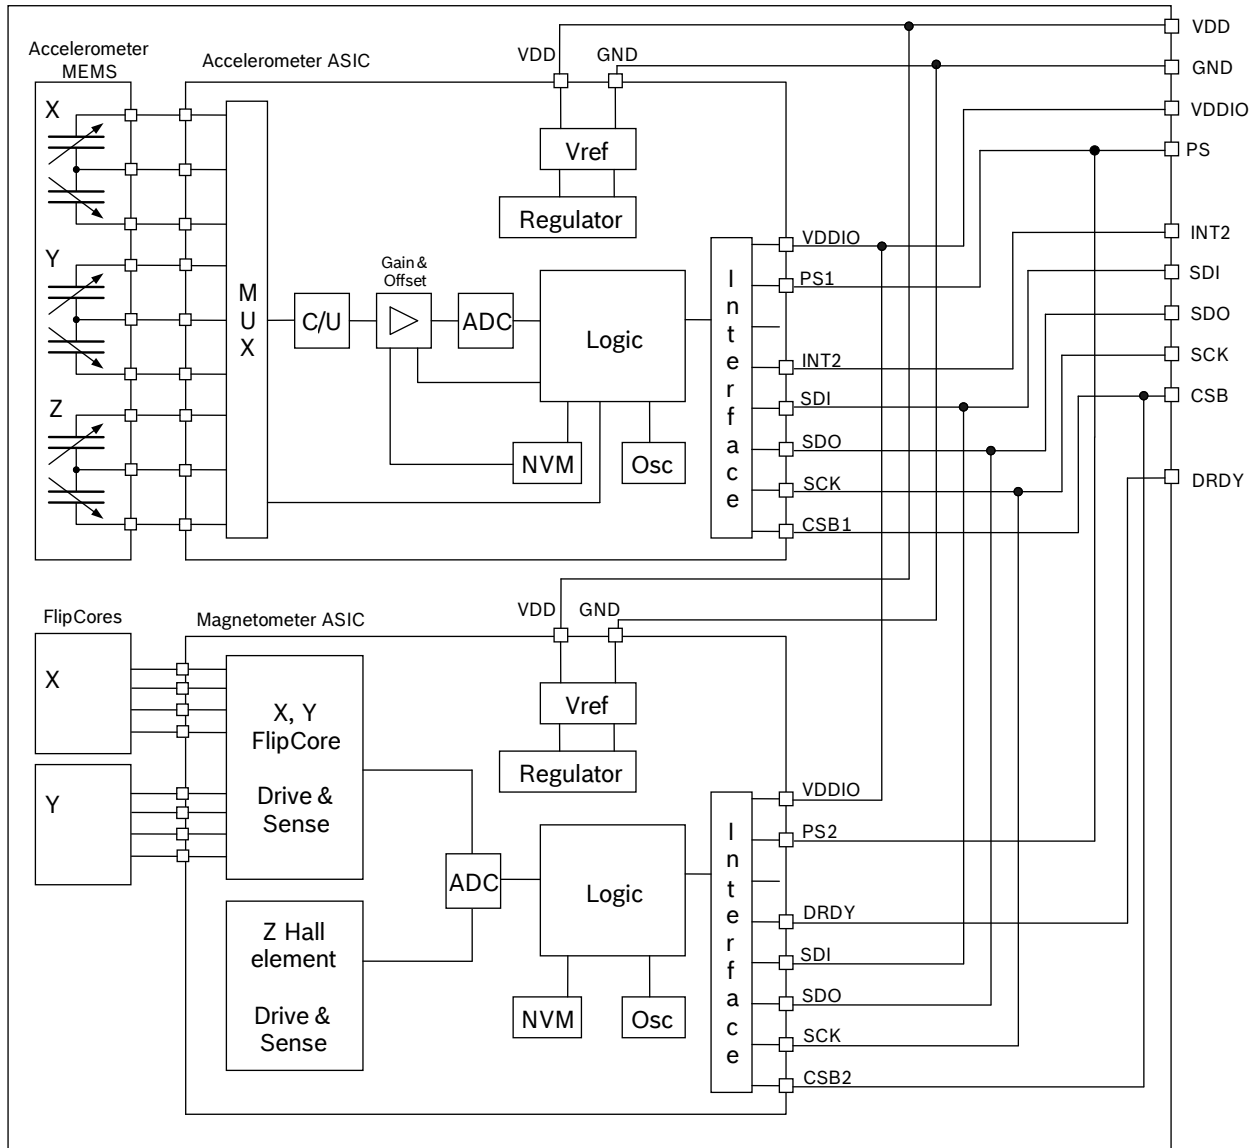 VDD
GND
VDDIO
PS
INT2
SDI
SDO
SCK
CSB
DRDY
Accelerometer
MEMS
Accelerometer ASIC
VDD
GND
X
Y
Z
M
U
X
C/U
Gain &
Offset
ADC
Vref
Regulator
Logic
NVM
Osc
I
n
t
e
r
f
a
c
e
VDDIO
PS1
INT2
SDI
SDO
SCK
CSB1
FlipCores
Magnetometer ASIC
VDD
GND
X
Y
X, Y
FlipCore
Drive &
Sense
Z Hall
element
Drive &
Sense
ADC
Vref
Regulator
Logic
NVM
Osc
I
n
t
e
r
f
a
c
e
VDDIO
PS2
DRDY
SDI
SDO
SCK
CSB2